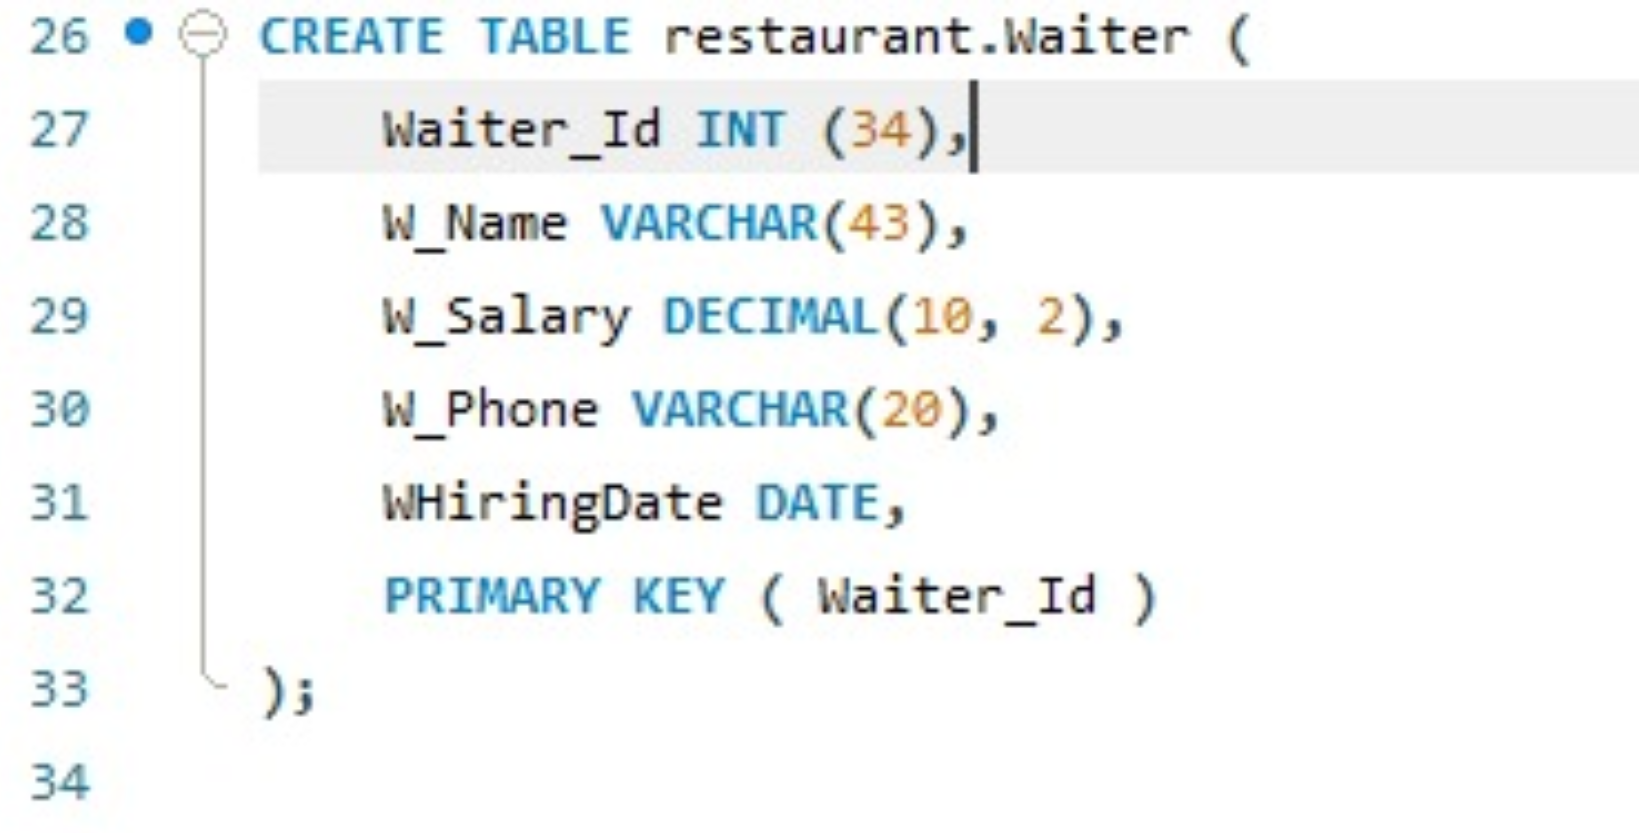 26 CREATE TABLE restaurant.Waiter (
27 Waiter_Id INT (34),
28 W_Name VARCHAR(43),
29 W_Salary DECIMAL(10, 2),
30 W_Phone VARCHAR(20),
31 WHiringDate DATE,
32 PRIMARY KEY ( Waiter_Id )
33 );
34